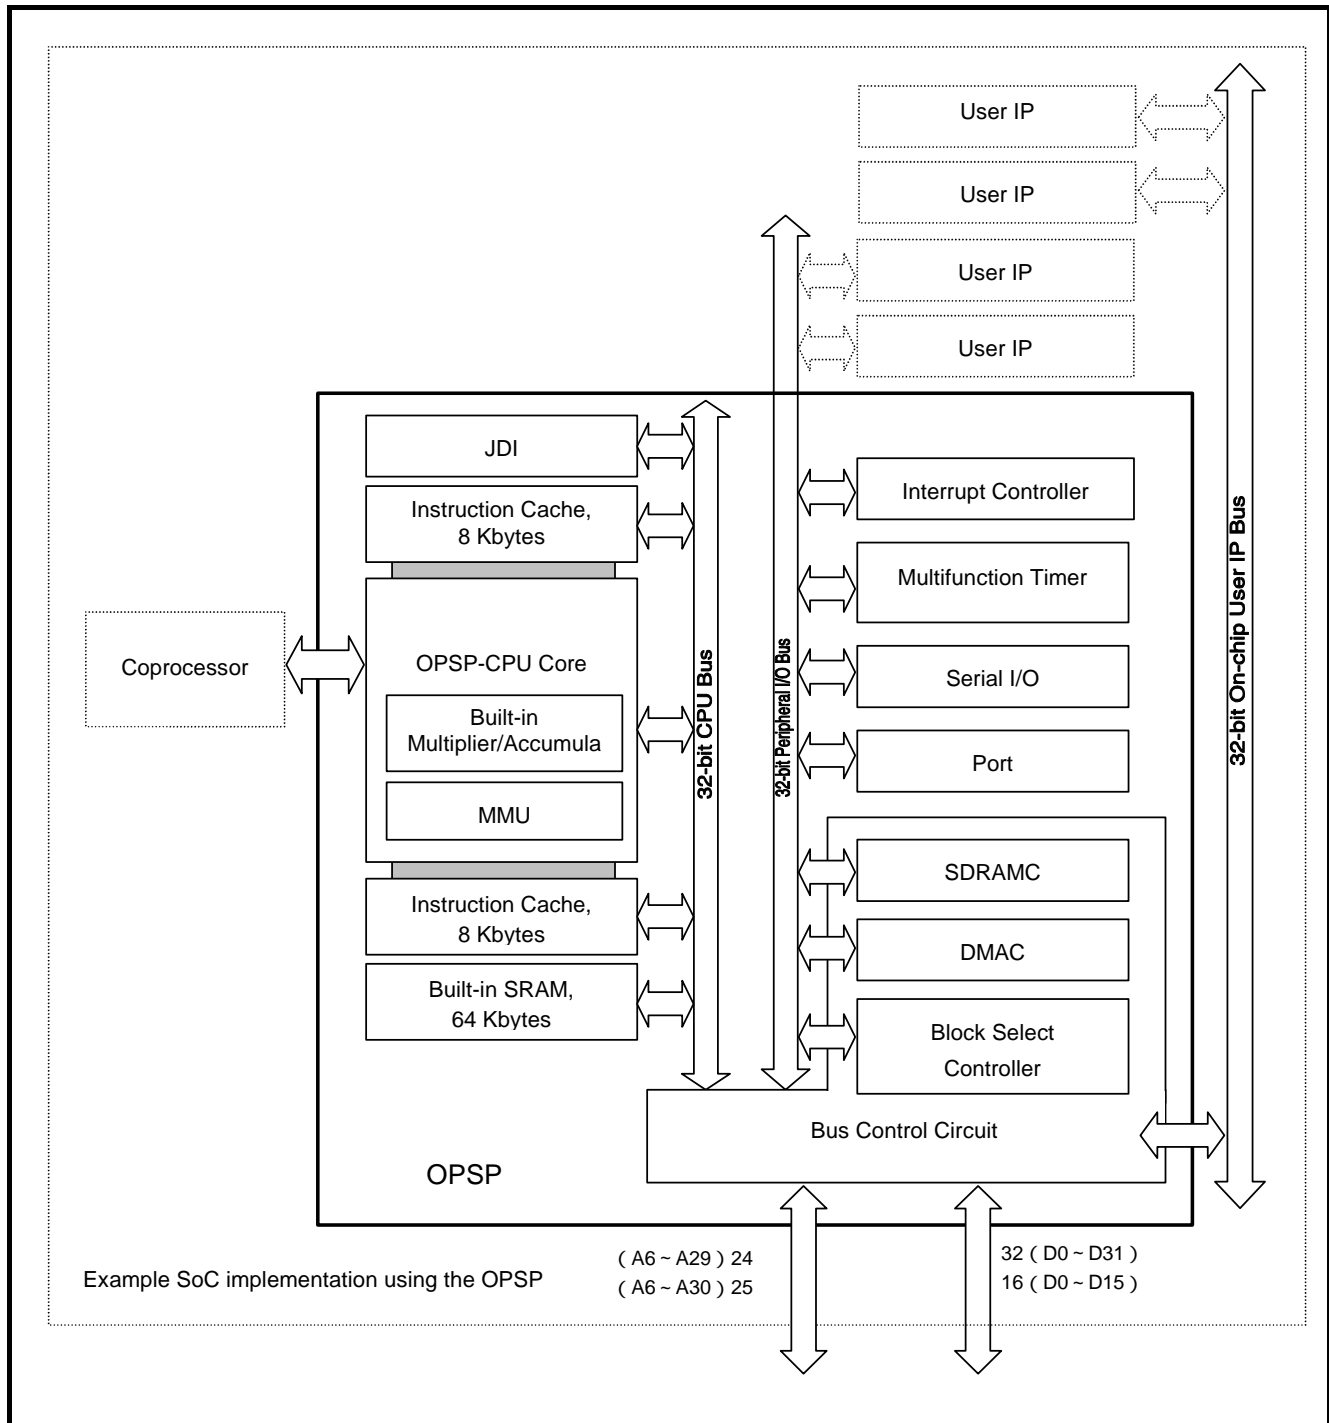 User IP
User IP
User IP
User IP
JDI
Instruction Cache,
8 Kbytes
Interrupt Controller
Multifunction Timer
Coprocessor
OPSP-CPU Core
Serial I/O
Built-in
Multiplier/Accumula
Port
MMU
32-bit CPU Bus
32-bit Peripheral I/O Bus
32-bit On-chip User IP Bus
SDRAMC
Instruction Cache,
8 Kbytes
DMAC
Built-in SRAM,
64 Kbytes
Block Select
Controller
Bus Control Circuit
OPSP
(A6~A29) 24
(A6~A30) 25
32 (D0~D31)
16 (D0~D15)
Example SoC implementation using the OPSP